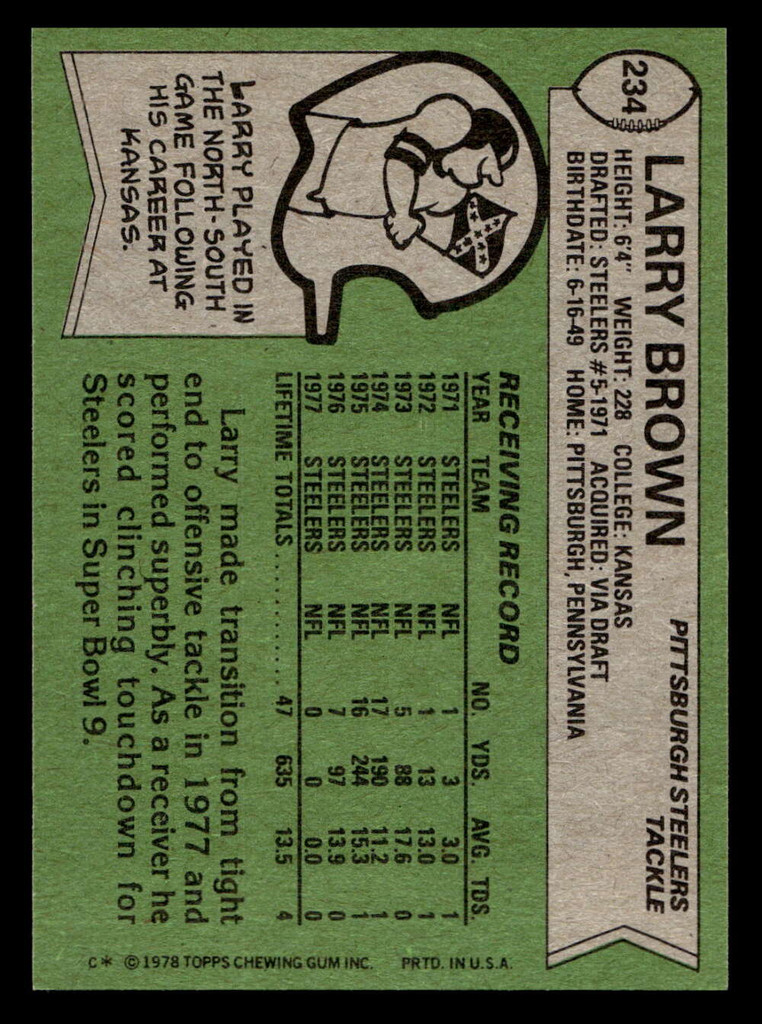 234
LARRY BROWN
PITTSBURGH STEELERS
TACKLE
HEIGHT: 6'4" WEIGHT: 228 COLLEGE: KANSAS
DRAFTED: STEELERS #5-1971 ACQUIRED: VIA DRAFT
BIRTHDATE: 6-16-49 HOME: PITTSBURGH, PENNSYLVANIA
LARRY PLAYED IN
THE NORTH-SOUTH
GAME FOLLOWING
HIS CAREER AT
KANSAS.
RECEIVING RECORD
YEAR TEAM NO. YDS. AVG. TDS.
1971 STEELERS NFL 1 3 3.0 1
1972 STEELERS NFL 1 13 13.0 1
1973 STEELERS NFL 5 88 17.6 0
1974 STEELERS NFL 17 190 11.2 1
1975 STEELERS NFL 16 244 15.3 1
1976 STEELERS NFL 7 97 13.9 0
1977 STEELERS NFL 0 0 0.0 0
LIFETIME TOTALS ............ 47 635 13.5 4
Larry made transition from tight
end to offensive tackle in 1977 and
performed superbly. As a receiver he
scored clinching touchdown for
Steelers in Super Bowl 9.
C* © 1978 TOPPS CHEWING GUM INC. PRTD. IN U.S.A.